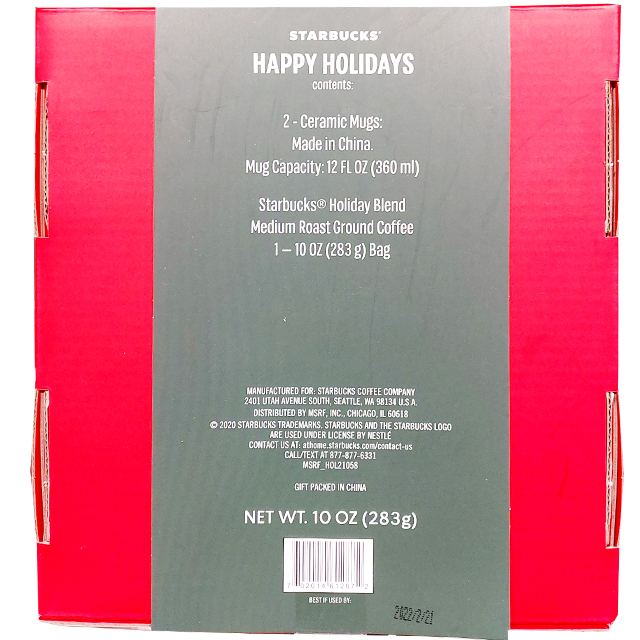 STARBUCKS®
HAPPY HOLIDAYS
contents:
2 - Ceramic Mugs:
Made in China.
Mug Capacity: 12 FL OZ (360 ml)
Starbucks® Holiday Blend
Medium Roast Ground Coffee
1 – 10 OZ (283 g) Bag
MANUFACTURED FOR: STARBUCKS COFFEE COMPANY
2401 UTAH AVENUE SOUTH, SEATTLE, WA 98134 U.S.A.
DISTRIBUTED BY MSRF, INC., CHICAGO, IL 60618
© 2020 STARBUCKS TRADEMARKS. STARBUCKS AND THE STARBUCKS LOGO
ARE USED UNDER LICENSE BY NESTLÉ
CONTACT US AT: athome.starbucks.com/contact-us
CALL/TEXT AT 877-877-6331
MSRF_HOL21058
GIFT PACKED IN CHINA
NET WT. 10 OZ (283g)
BEST IF USED BY: